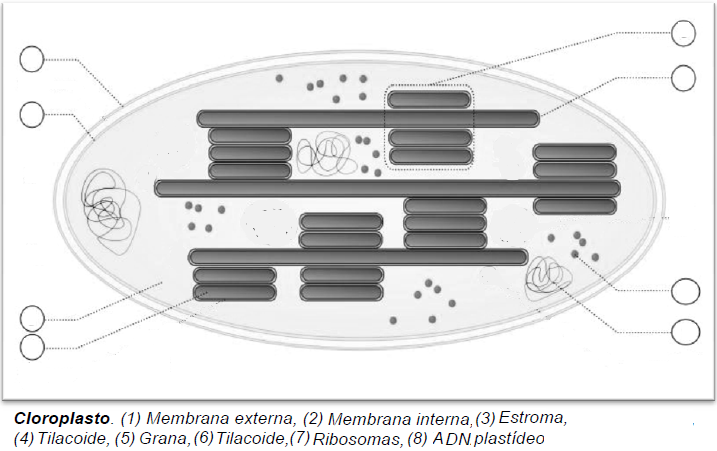 Cloroplasto. (1) Membrana externa, (2) Membrana interna,(3) Estroma,
(4) Tilacoide, (5) Grana,(6) Tilacoide,(7) Ribosomas, (8) ADN plastídeo